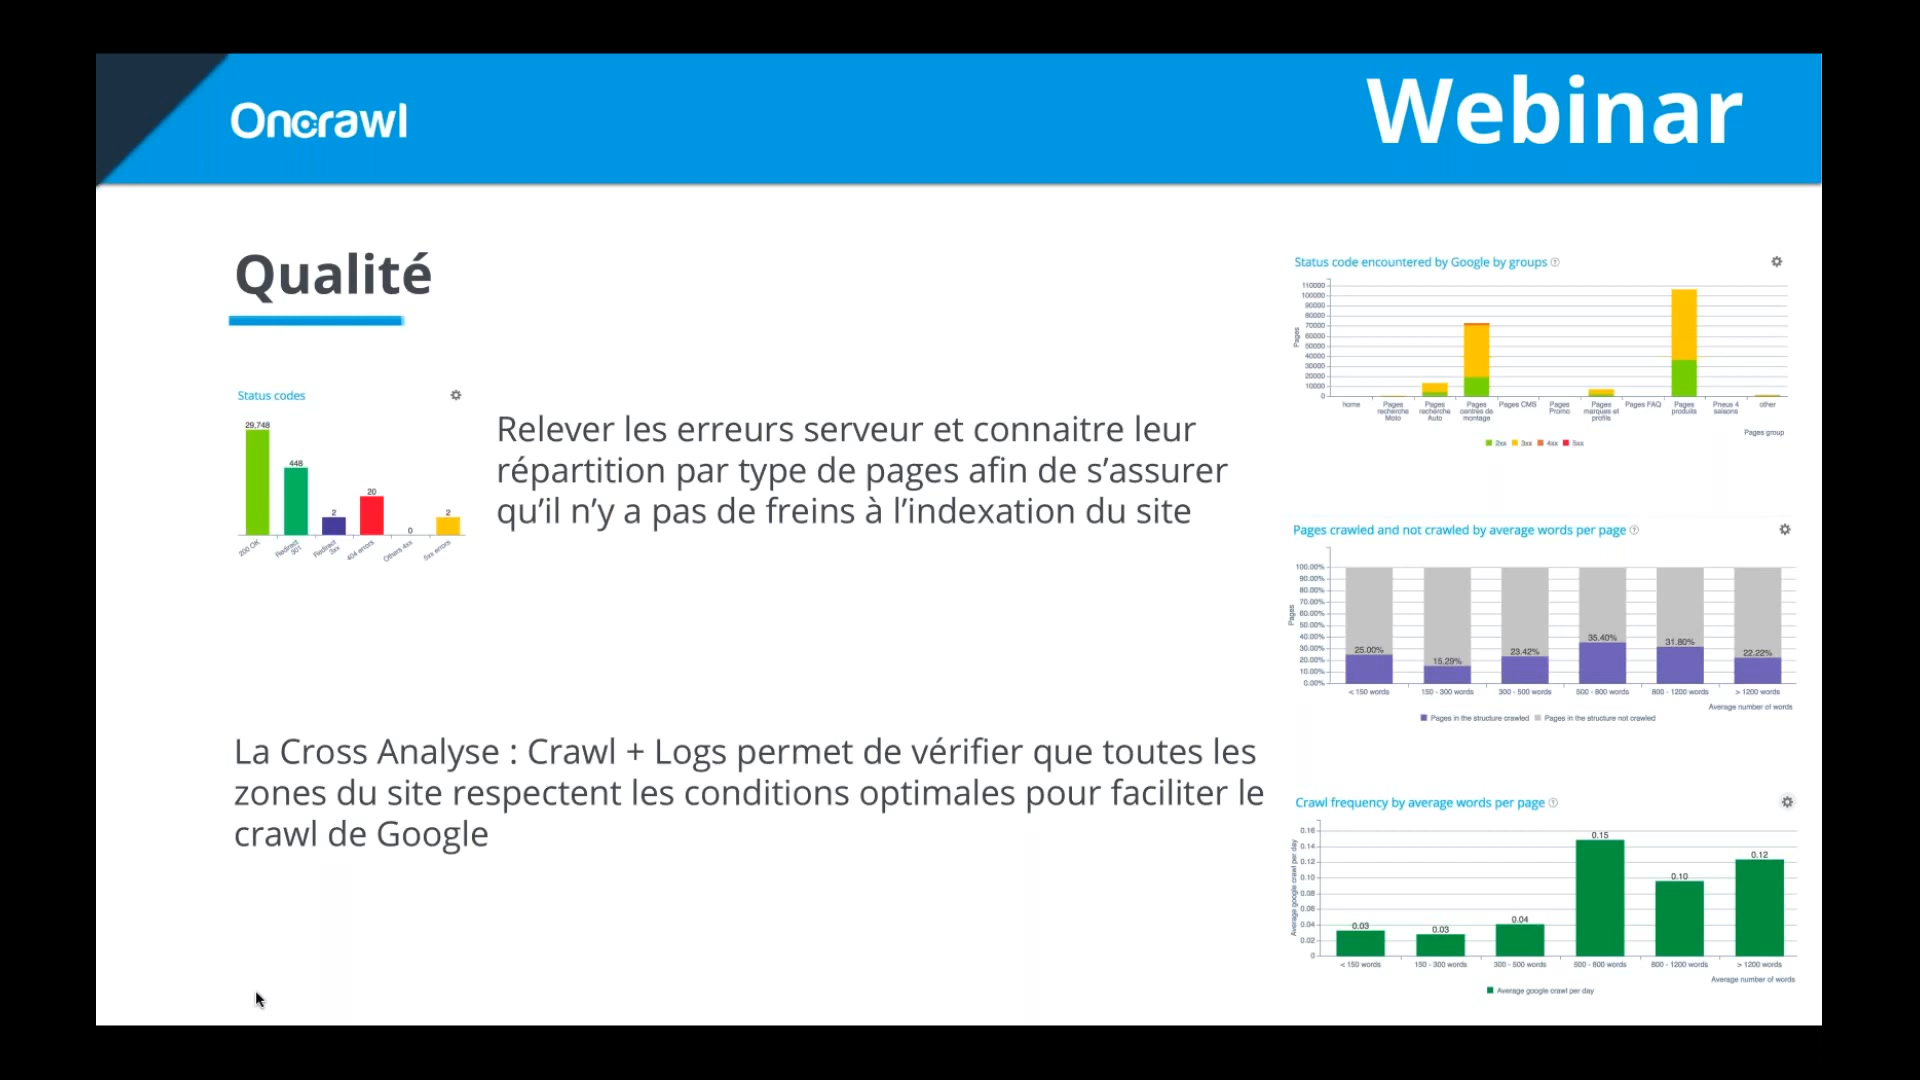 Oncrawl
Webinar
Qualité
Status codes
29,748
448
2
20
0
2
200 OK
Redirect 301
Redirect 3xx
404 errors
Others 4xx
5xx errors
Relever les erreurs serveur et connaitre leur
répartition par type de pages afin de s’assurer
qu’il n’y a pas de freins à l’indexation du site
La Cross Analyse : Crawl + Logs permet de vérifier que toutes les
zones du site respectent les conditions optimales pour faciliter le
crawl de Google
Status code encountered by Google by groups
110000
100000
90000
80000
70000
60000
50000
40000
30000
20000
10000
0
Pages
home
Pages recherche Moto
Pages recherche Auto
Pages centres de montage
Pages CMS
Pages Promo
Pages marques et profils
Pages FAQ
Pages produits
Pneus 4 saisons
other
Pages group
2xx 3xx 4xx 5xx
Pages crawled and not crawled by average words per page
100.00%
90.00%
80.00%
70.00%
60.00%
50.00%
40.00%
30.00%
20.00%
10.00%
0.00%
Pages
25.00%
15.29%
23.42%
35.40%
31.80%
22.22%
< 150 words
150 - 300 words
300 - 500 words
500 - 800 words
800 - 1200 words
> 1200 words
Average number of words
Pages in the structure crawled
Pages in the structure not crawled
Crawl frequency by average words per page
0.16
0.14
0.12
0.10
0.08
0.06
0.04
0.02
0
Average google crawl per day
0.03
0.03
0.04
0.15
0.10
0.12
< 150 words
150 - 300 words
300 - 500 words
500 - 800 words
800 - 1200 words
> 1200 words
Average number of words
Average google crawl per day